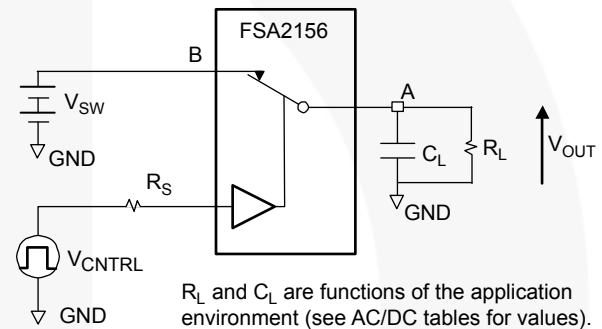 FSA2156
B
A
V_SW
GND
C_L
R_L
V_OUT
R_S
GND
V_CNTRL
GND
R_L and C_L are functions of the application
environment (see AC/DC tables for values).